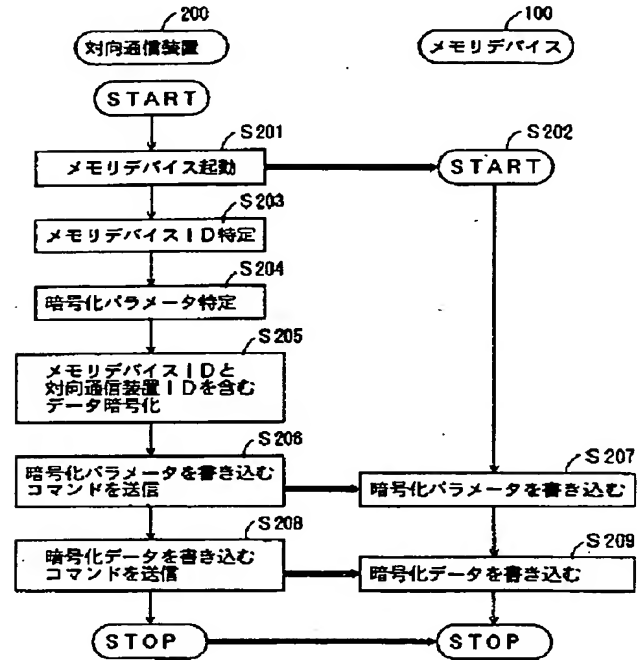 200
100
対向通信装置
メモリデバイス
START
S201
S202
メモリデバイス起動
START
S203
メモリデバイスID特定
S204
暗号化パラメータ特定
S205
メモリデバイスIDと
対向通信装置IDを含む
データ暗号化
S206
S207
暗号化パラメータを書き込む
コマンドを送信
暗号化パラメータを書き込む
S208
S209
暗号化データを書き込む
コマンドを送信
暗号化データを書き込む
STOP
STOP